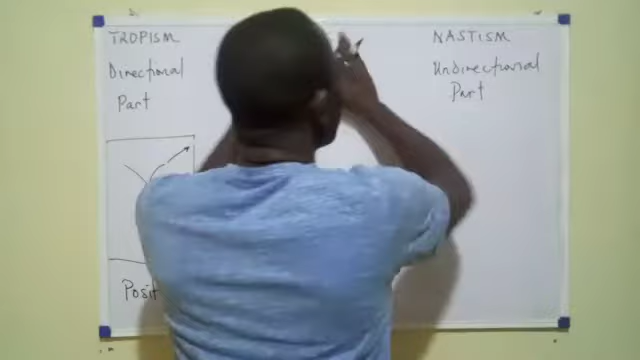 TROPISM
Directional
Part
Posit
NASTISM
Undirectional
Part